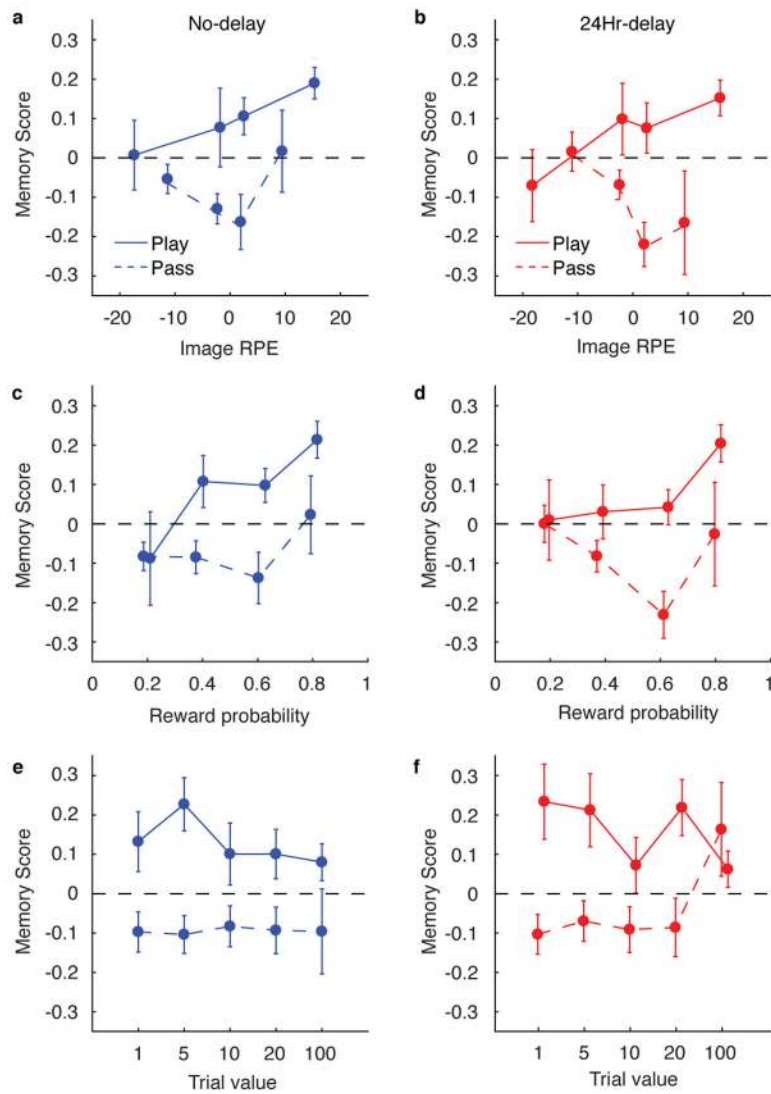 a
No-delay
0.3
0.2
0.1
0
-0.1
-0.2
-0.3
Memory Score
Play
Pass
-20 -10 0 10 20
Image RPE
b
24Hr-delay
0.3
0.2
0.1
0
-0.1
-0.2
-0.3
Memory Score
Play
Pass
-20 -10 0 10 20
Image RPE
c
0.3
0.2
0.1
0
-0.1
-0.2
-0.3
Memory Score
0 0.2 0.4 0.6 0.8 1
Reward probability
d
0.3
0.2
0.1
0
-0.1
-0.2
-0.3
Memory Score
0 0.2 0.4 0.6 0.8 1
Reward probability
e
0.3
0.2
0.1
0
-0.1
-0.2
-0.3
Memory Score
1 5 10 20 100
Trial value
f
0.3
0.2
0.1
0
-0.1
-0.2
-0.3
Memory Score
1 5 10 20 100
Trial value